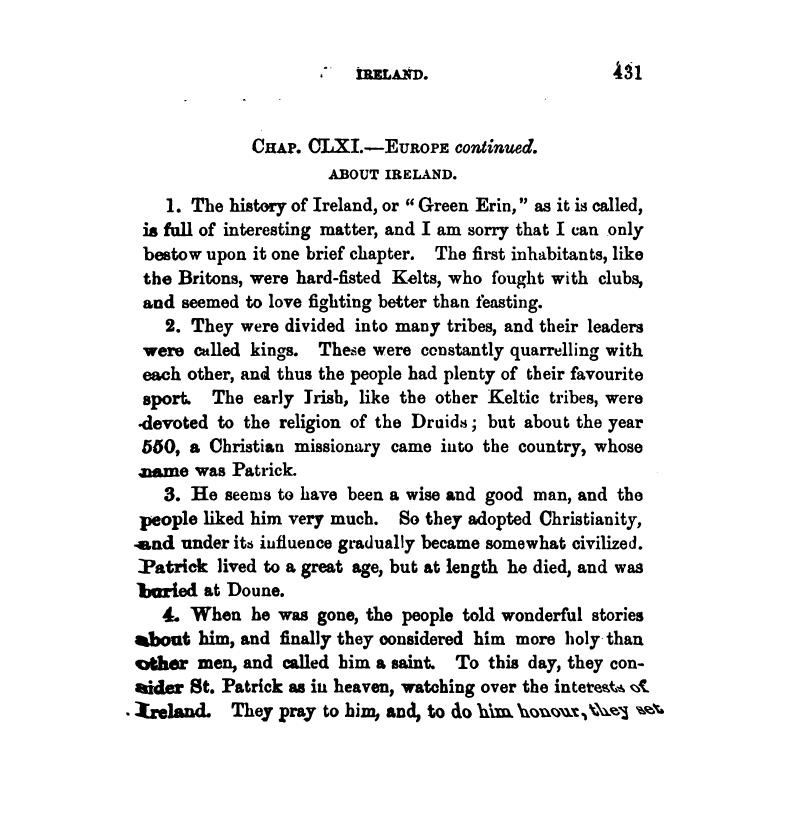 IRELAND. 431
CHAP. CLXI.—EUROPE continued.
ABOUT IRELAND.
1. The history of Ireland, or "Green Erin," as it is called,
is full of interesting matter, and I am sorry that I can only
bestow upon it one brief chapter. The first inhabitants, like
the Britons, were hard-fisted Kelts, who fought with clubs,
and seemed to love fighting better than feasting.
2. They were divided into many tribes, and their leaders
were called kings. These were constantly quarrelling with
each other, and thus the people had plenty of their favourite
sport. The early Irish, like the other Keltic tribes, were
devoted to the religion of the Druids; but about the year
550, a Christian missionary came into the country, whose
name was Patrick.
3. He seems to have been a wise and good man, and the
people liked him very much. So they adopted Christianity,
and under its influence gradually became somewhat civilized.
Patrick lived to a great age, but at length he died, and was
buried at Doune.
4. When he was gone, the people told wonderful stories
about him, and finally they considered him more holy than
other men, and called him a saint. To this day, they con-
sider St. Patrick as in heaven, watching over the interests of
Ireland. They pray to him, and, to do him honour, they set